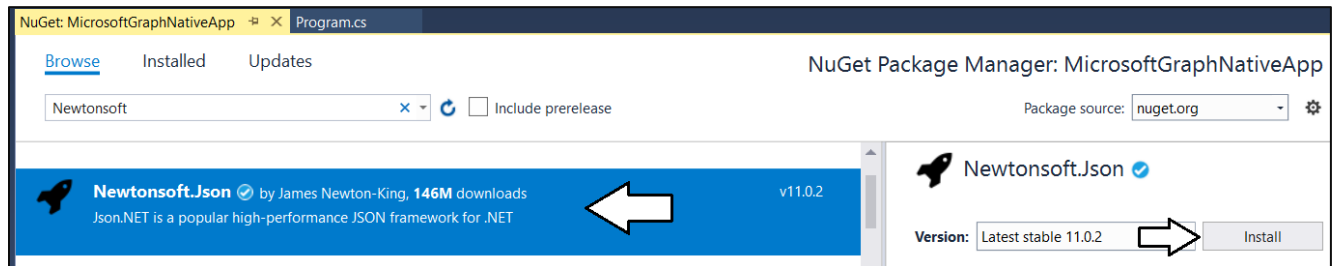 NuGet: MicrosoftGraphNativeApp Program.cs
Browse Installed Updates
NuGet Package Manager: MicrosoftGraphNativeApp
Newtonsoft Include prerelease
Package source: nuget.org
Newtonsoft.Json by James Newton-King, 146M downloads v11.0.2
Json.NET is a popular high-performance JSON framework for .NET
Newtonsoft.Json
Version: Latest stable 11.0.2 Install